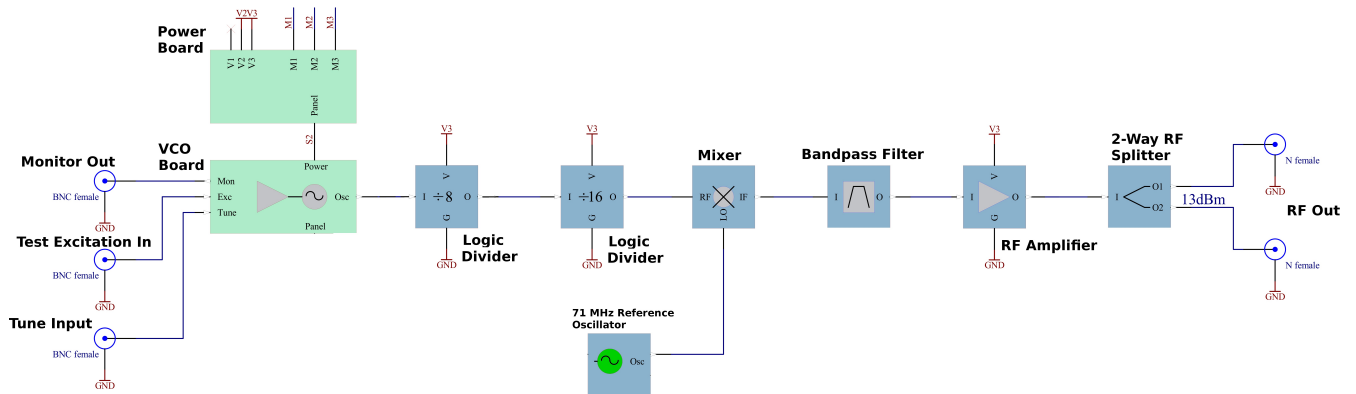 V2V3
M1
M2
M3
Power
Board
V1
V2
V3
M1
M2
M3
Panel
S2
VCO
Board
Power
Mon
Exc
Tune
Osc
Panel
Monitor Out
BNC female
GND
Test Excitation In
BNC female
GND
Tune Input
BNC female
GND
V3
V
I
÷8
O
G
GND
Logic
Divider
V3
V
I
÷16
O
G
GND
Logic
Divider
Mixer
RF
IF
LO
71 MHz Reference
Oscillator
Osc
Bandpass Filter
I
O
V3
V
I
O
G
GND
RF Amplifier
2-Way RF
Splitter
I
O1
O2
13dBm
N female
GND
RF Out
N female
GND